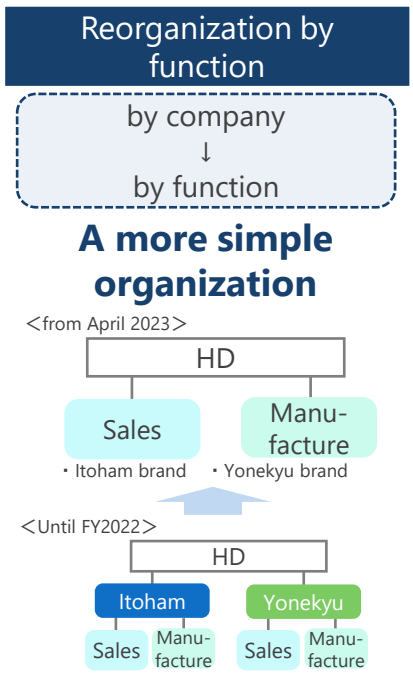 Reorganization by
function
by company
↓
by function
A more simple
organization
＜from April 2023＞
HD
Sales
Manu-
facture
・Itoham brand ・Yonekyu brand
＜Until FY2022＞
HD
Itoham Yonekyu
Sales
Manu-
facture
Sales
Manu-
facture